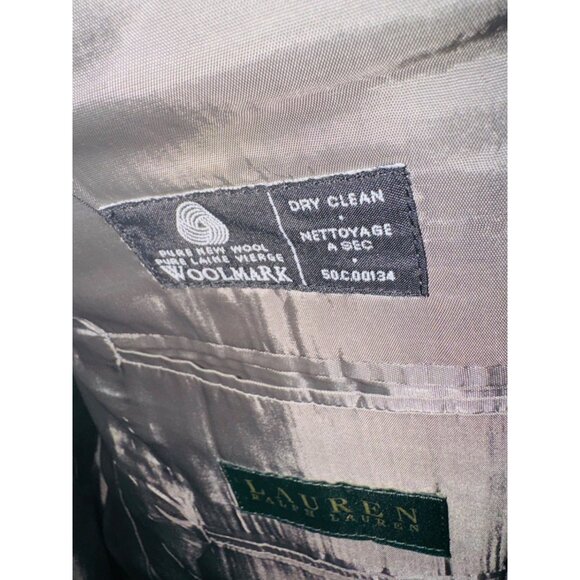 PURE NEW WOOL
PURE LAINE VIERGE
WOOLMARK
DRY CLEAN
•
NETTOYAGE
A SEC
•
50.C.00134
LAUREN
RALPH LAUREN